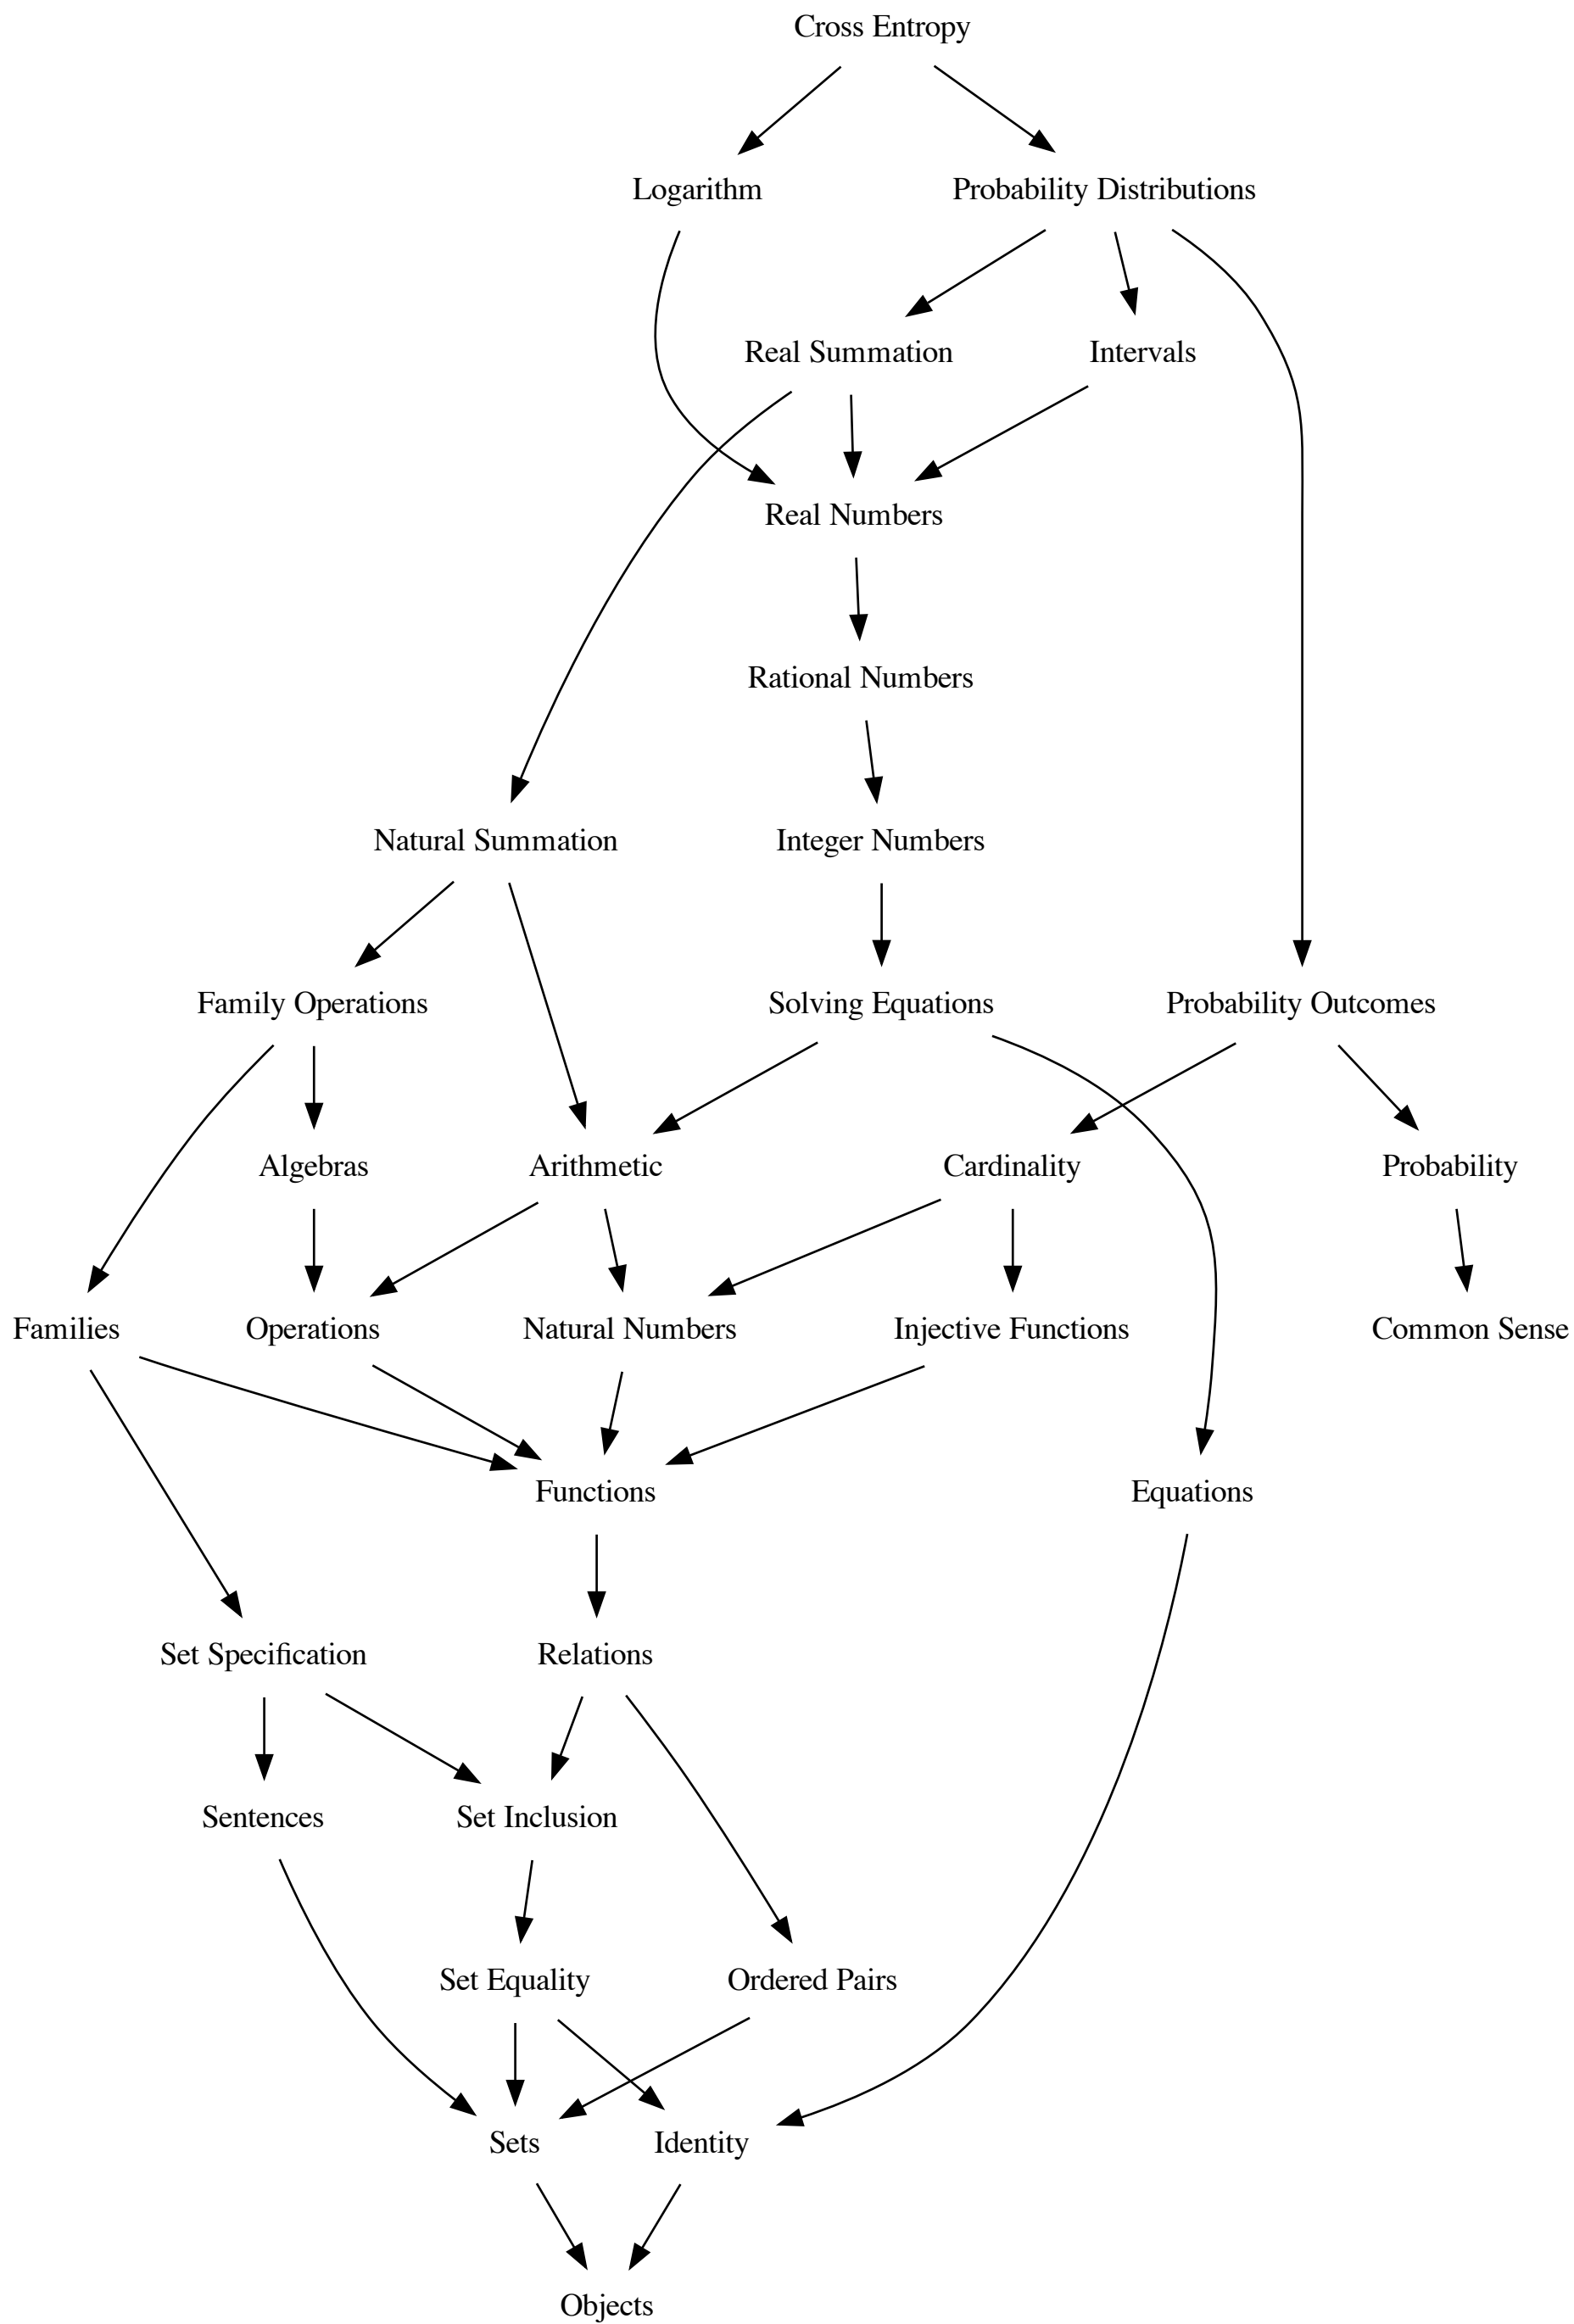 Cross Entropy
Logarithm
Probability Distributions
Real Summation
Intervals
Real Numbers
Rational Numbers
Natural Summation
Integer Numbers
Family Operations
Solving Equations
Probability Outcomes
Algebras
Arithmetic
Cardinality
Probability
Families
Operations
Natural Numbers
Injective Functions
Common Sense
Functions
Equations
Set Specification
Relations
Sentences
Set Inclusion
Set Equality
Ordered Pairs
Sets
Identity
Objects